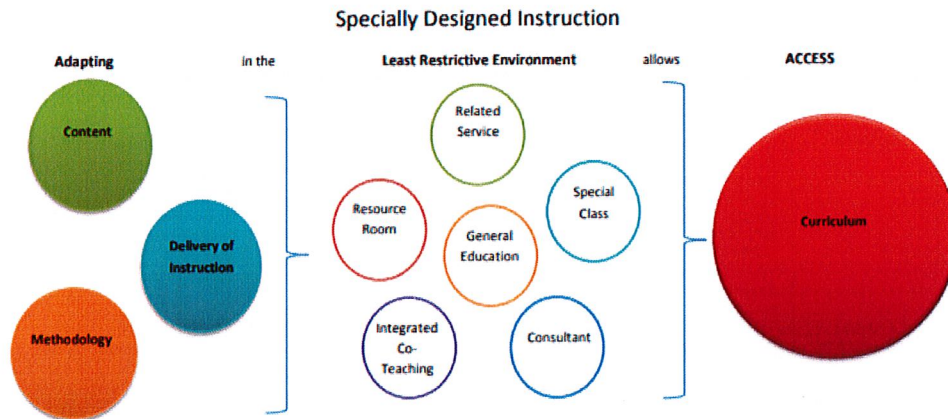 Specially Designed Instruction
Adapting in the Least Restrictive Environment allows ACCESS
Content
Delivery of
Instruction
Methodology
Related
Service
Resource
Room
General
Education
Special
Class
Integrated
Co-
Teaching
Consultant
Curriculum